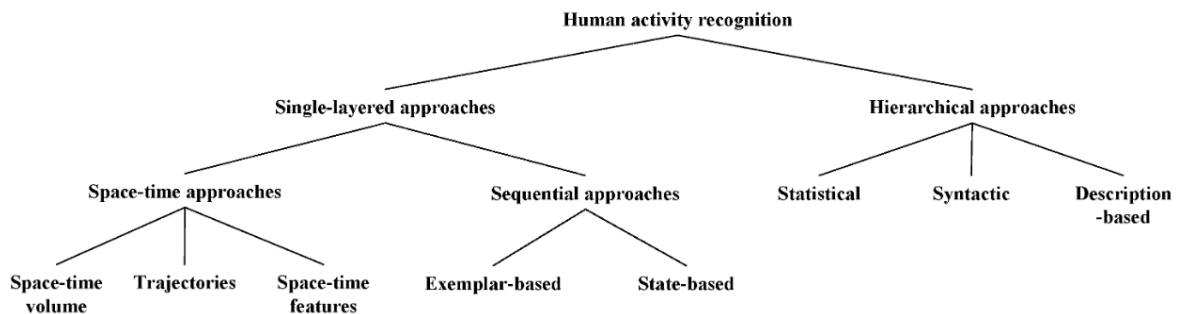 Human activity recognition
Single-layered approaches
Hierarchical approaches
Space-time approaches
Sequential approaches
Statistical
Syntactic
Description
-based
Space-time
volume
Trajectories
Space-time
features
Exemplar-based
State-based